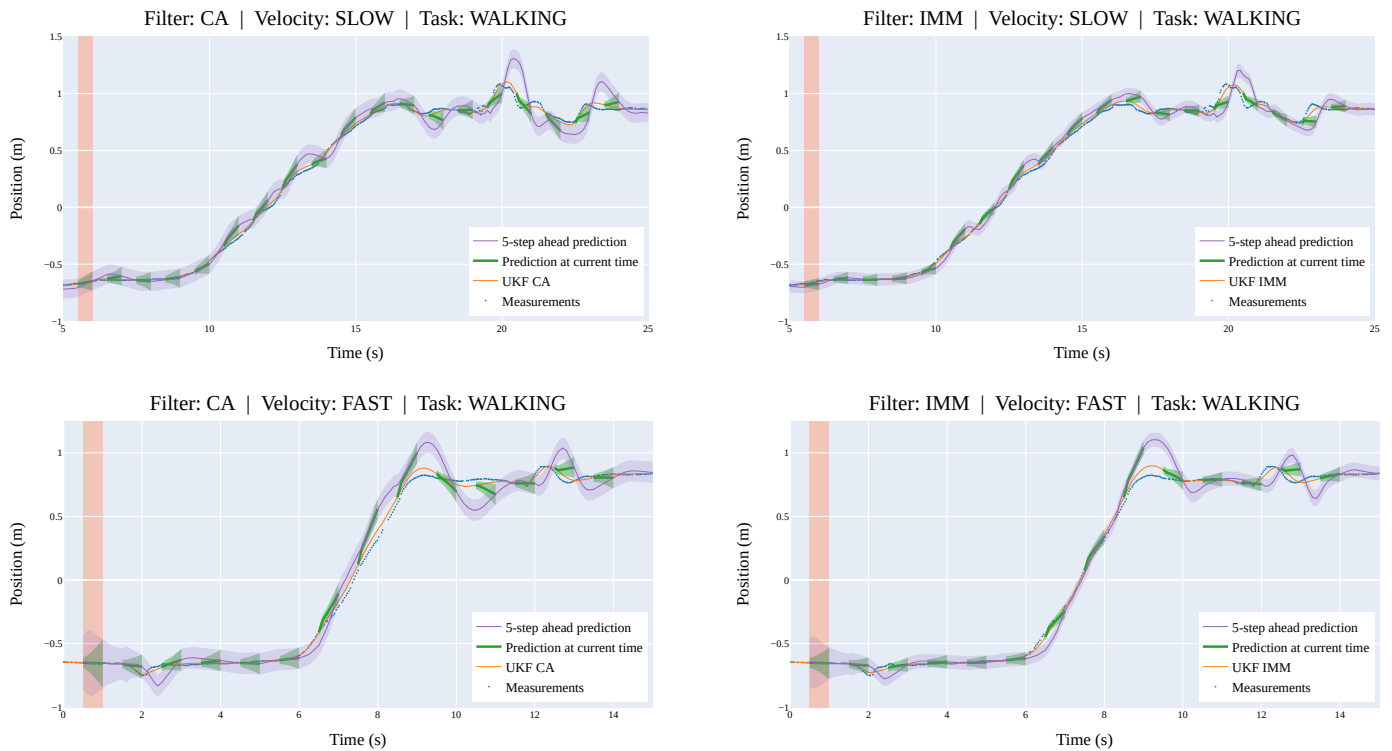 Filter: CA | Velocity: SLOW | Task: WALKING
1.5
1
0.5
0
−0.5
−1
Position (m)
5
10
15
20
25
Time (s)
5-step ahead prediction
Prediction at current time
UKF CA
Measurements
Filter: IMM | Velocity: SLOW | Task: WALKING
1.5
1
0.5
0
−0.5
−1
Position (m)
5
10
15
20
25
Time (s)
5-step ahead prediction
Prediction at current time
UKF IMM
Measurements
Filter: CA | Velocity: FAST | Task: WALKING
1
0.5
0
−0.5
−1
Position (m)
0
2
4
6
8
10
12
14
Time (s)
5-step ahead prediction
Prediction at current time
UKF CA
Measurements
Filter: IMM | Velocity: FAST | Task: WALKING
1
0.5
0
−0.5
−1
Position (m)
0
2
4
6
8
10
12
14
Time (s)
5-step ahead prediction
Prediction at current time
UKF IMM
Measurements